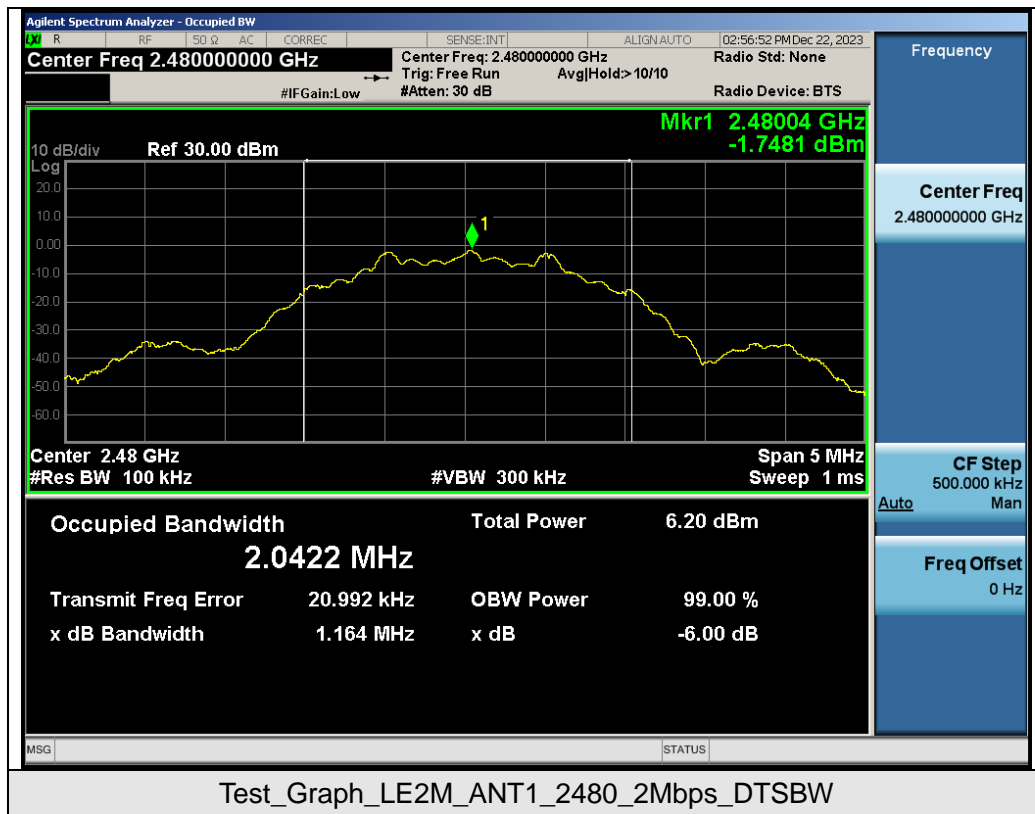 Agilent Spectrum Analyzer - Occupied BW
LXI R RF 50 Ω AC CORREC SENSE:INT ALIGN AUTO 02:56:52 PM Dec 22, 2023
Center Freq 2.480000000 GHz
Center Freq: 2.480000000 GHz
Radio Std: None
Trig: Free Run Avg|Hold:> 10/10
#IFGain:Low
#Atten: 30 dB
Radio Device: BTS
Frequency
Mkr1 2.48004 GHz
-1.7481 dBm
10 dB/div Ref 30.00 dBm
Log
20.0
10.0
0.00
-10.0
-20.0
-30.0
-40.0
-50.0
-60.0
1
Center 2.48 GHz
Span 5 MHz
#Res BW 100 kHz
#VBW 300 kHz
Sweep 1 ms
Center Freq
2.480000000 GHz
CF Step
500.000 kHz
Auto Man
Freq Offset
0 Hz
Occupied Bandwidth
Total Power 6.20 dBm
2.0422 MHz
Transmit Freq Error 20.992 kHz
OBW Power 99.00 %
x dB Bandwidth 1.164 MHz
x dB -6.00 dB
MSG
STATUS
Test_Graph_LE2M_ANT1_2480_2Mbps_DTSBW